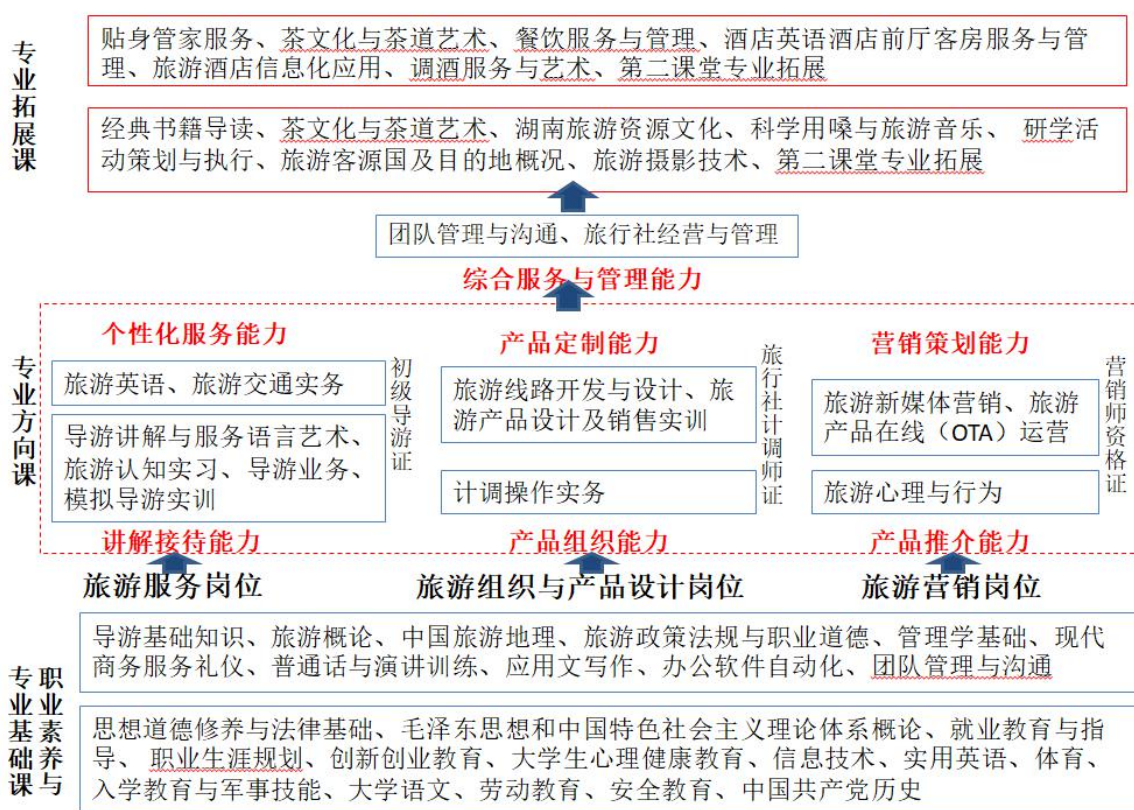 专业拓展课
贴身管家服务、茶文化与茶道艺术、餐饮服务与管理、酒店英语酒店前厅客房服务与管
理、旅游酒店信息化应用、调酒服务与艺术、第二课堂专业拓展
经典书籍导读、茶文化与茶道艺术、湖南旅游资源文化、科学用嗓与旅游音乐、 研学活
动策划与执行、旅游客源国及目的地概况、旅游摄影技术、第二课堂专业拓展
团队管理与沟通、旅行社经营与管理
综合服务与管理能力
专业方向课
个性化服务能力
旅游英语、旅游交通实务
导游讲解与服务语言艺术、
旅游认知实习、导游业务、
模拟导游实训
初级导游证
讲解接待能力
旅游服务岗位
产品定制能力
旅游线路开发与设计、旅
游产品设计及销售实训
计调操作实务
旅行社计调师证
产品组织能力
旅游组织与产品设计岗位
营销策划能力
旅游新媒体营销、旅游
产品在线（OTA）运营
旅游心理与行为
营销师资格证
产品推介能力
旅游营销岗位
职业素养与
专业基础课
导游基础知识、旅游概论、中国旅游地理、旅游政策法规与职业道德、管理学基础、现代
商务服务礼仪、普通话与演讲训练、应用文写作、办公软件自动化、团队管理与沟通
思想道德修养与法律基础、毛泽东思想和中国特色社会主义理论体系概论、就业教育与指
导、 职业生涯规划、创新创业教育、大学生心理健康教育、信息技术、实用英语、体育、
入学教育与军事技能、大学语文、劳动教育、安全教育、中国共产党历史